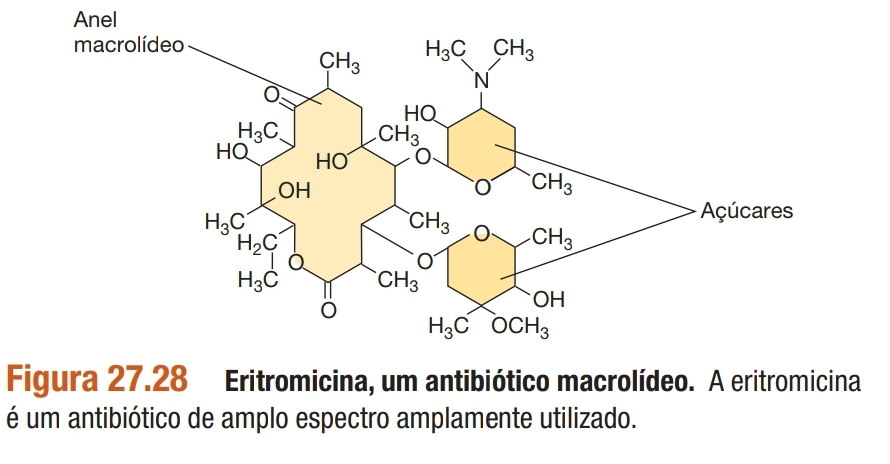 Anel
macrolídeo
CH₃
H₃C CH₃
N
O
HO
H₃C
CH₃
HO
HO
O
OH
O
CH₃
Açúcares
H₃C
CH₃
O
CH₃
H₂C
O
O
H₃C
CH₃
OH
O
H₃C OCH₃
Figura 27.28 Eritromicina, um antibiótico macrolídeo. A eritromicina
é um antibiótico de amplo espectro amplamente utilizado.